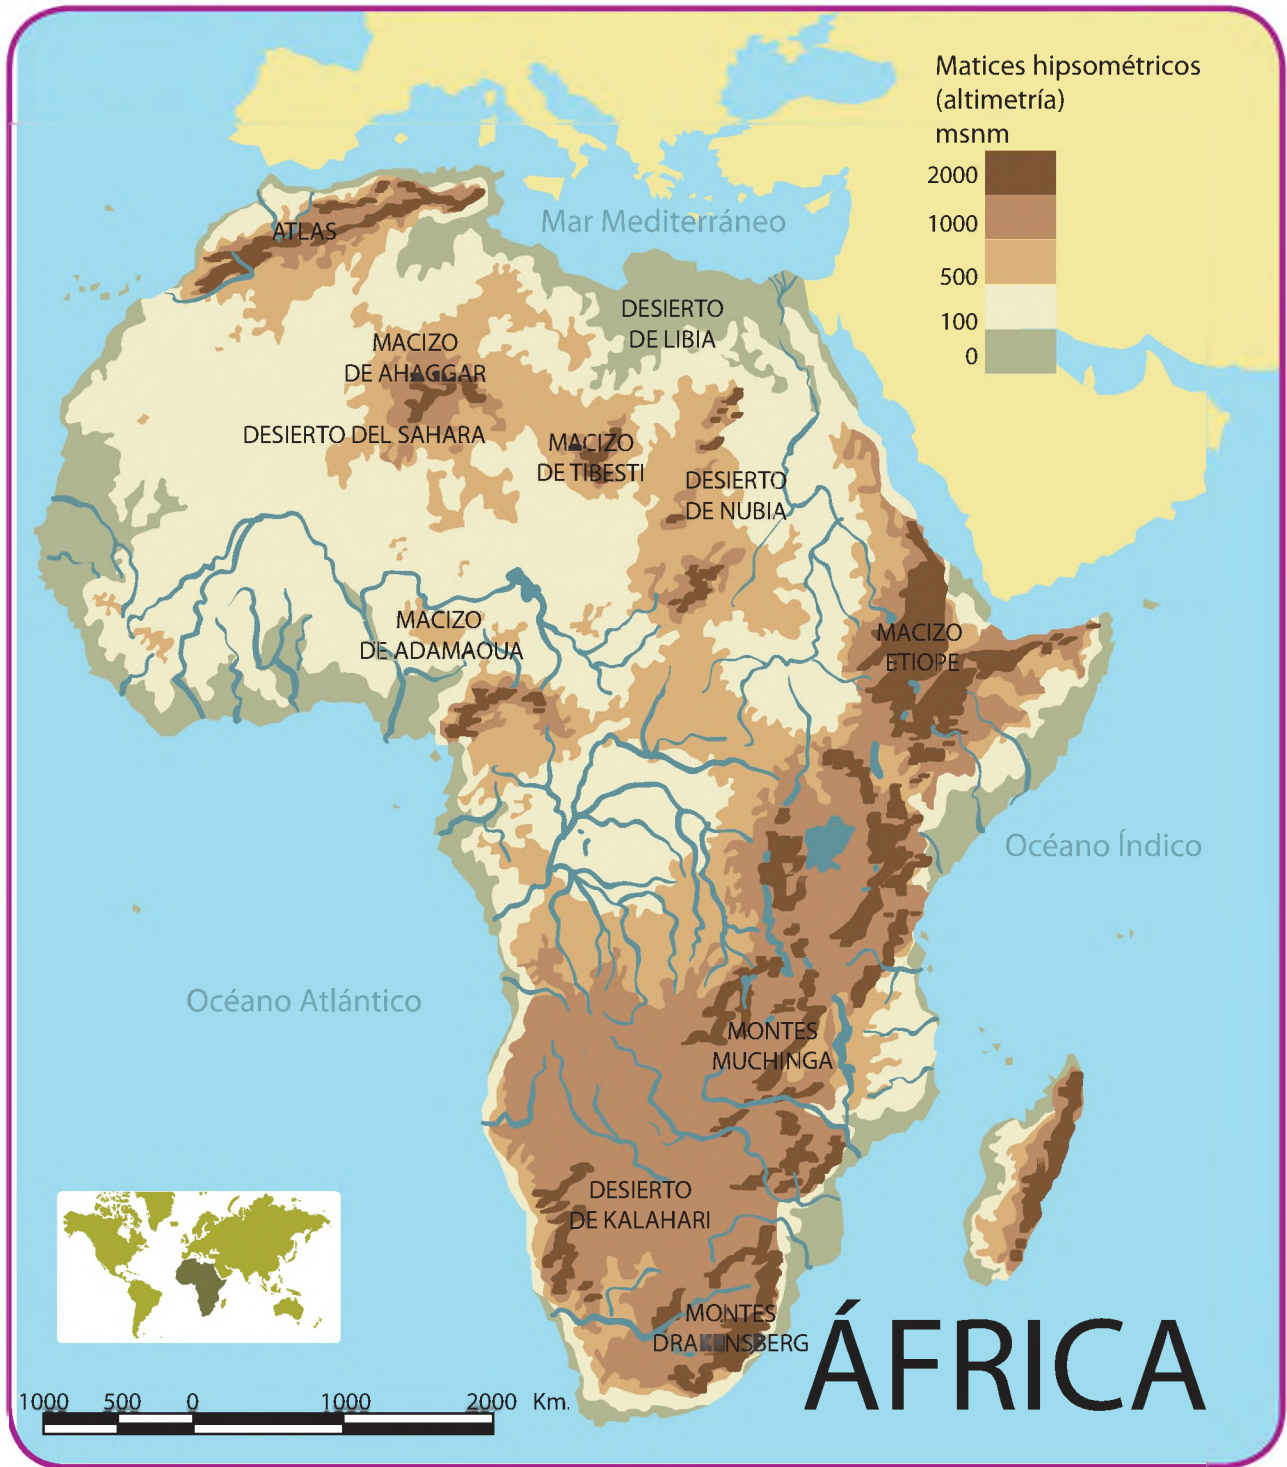 Matices hipsométricos
(altimetría)
msnm
2000
1000
500
100
0
Mar Mediterráneo
ATLAS
DESIERTO
DE LIBIA
MACIZO
DE AHAGGAR
DESIERTO DEL SAHARA
MACIZO
DE TIBESTI
DESIERTO
DE NUBIA
MACIZO
DE ADAMAOUA
MACIZO
ETIOPE
Océano Índico
Océano Atlántico
MONTES
MUCHINGA
DESIERTO
DE KALAHARI
MONTES
DRAKENSBERG
ÁFRICA
1000 500 0 1000 2000 Km.